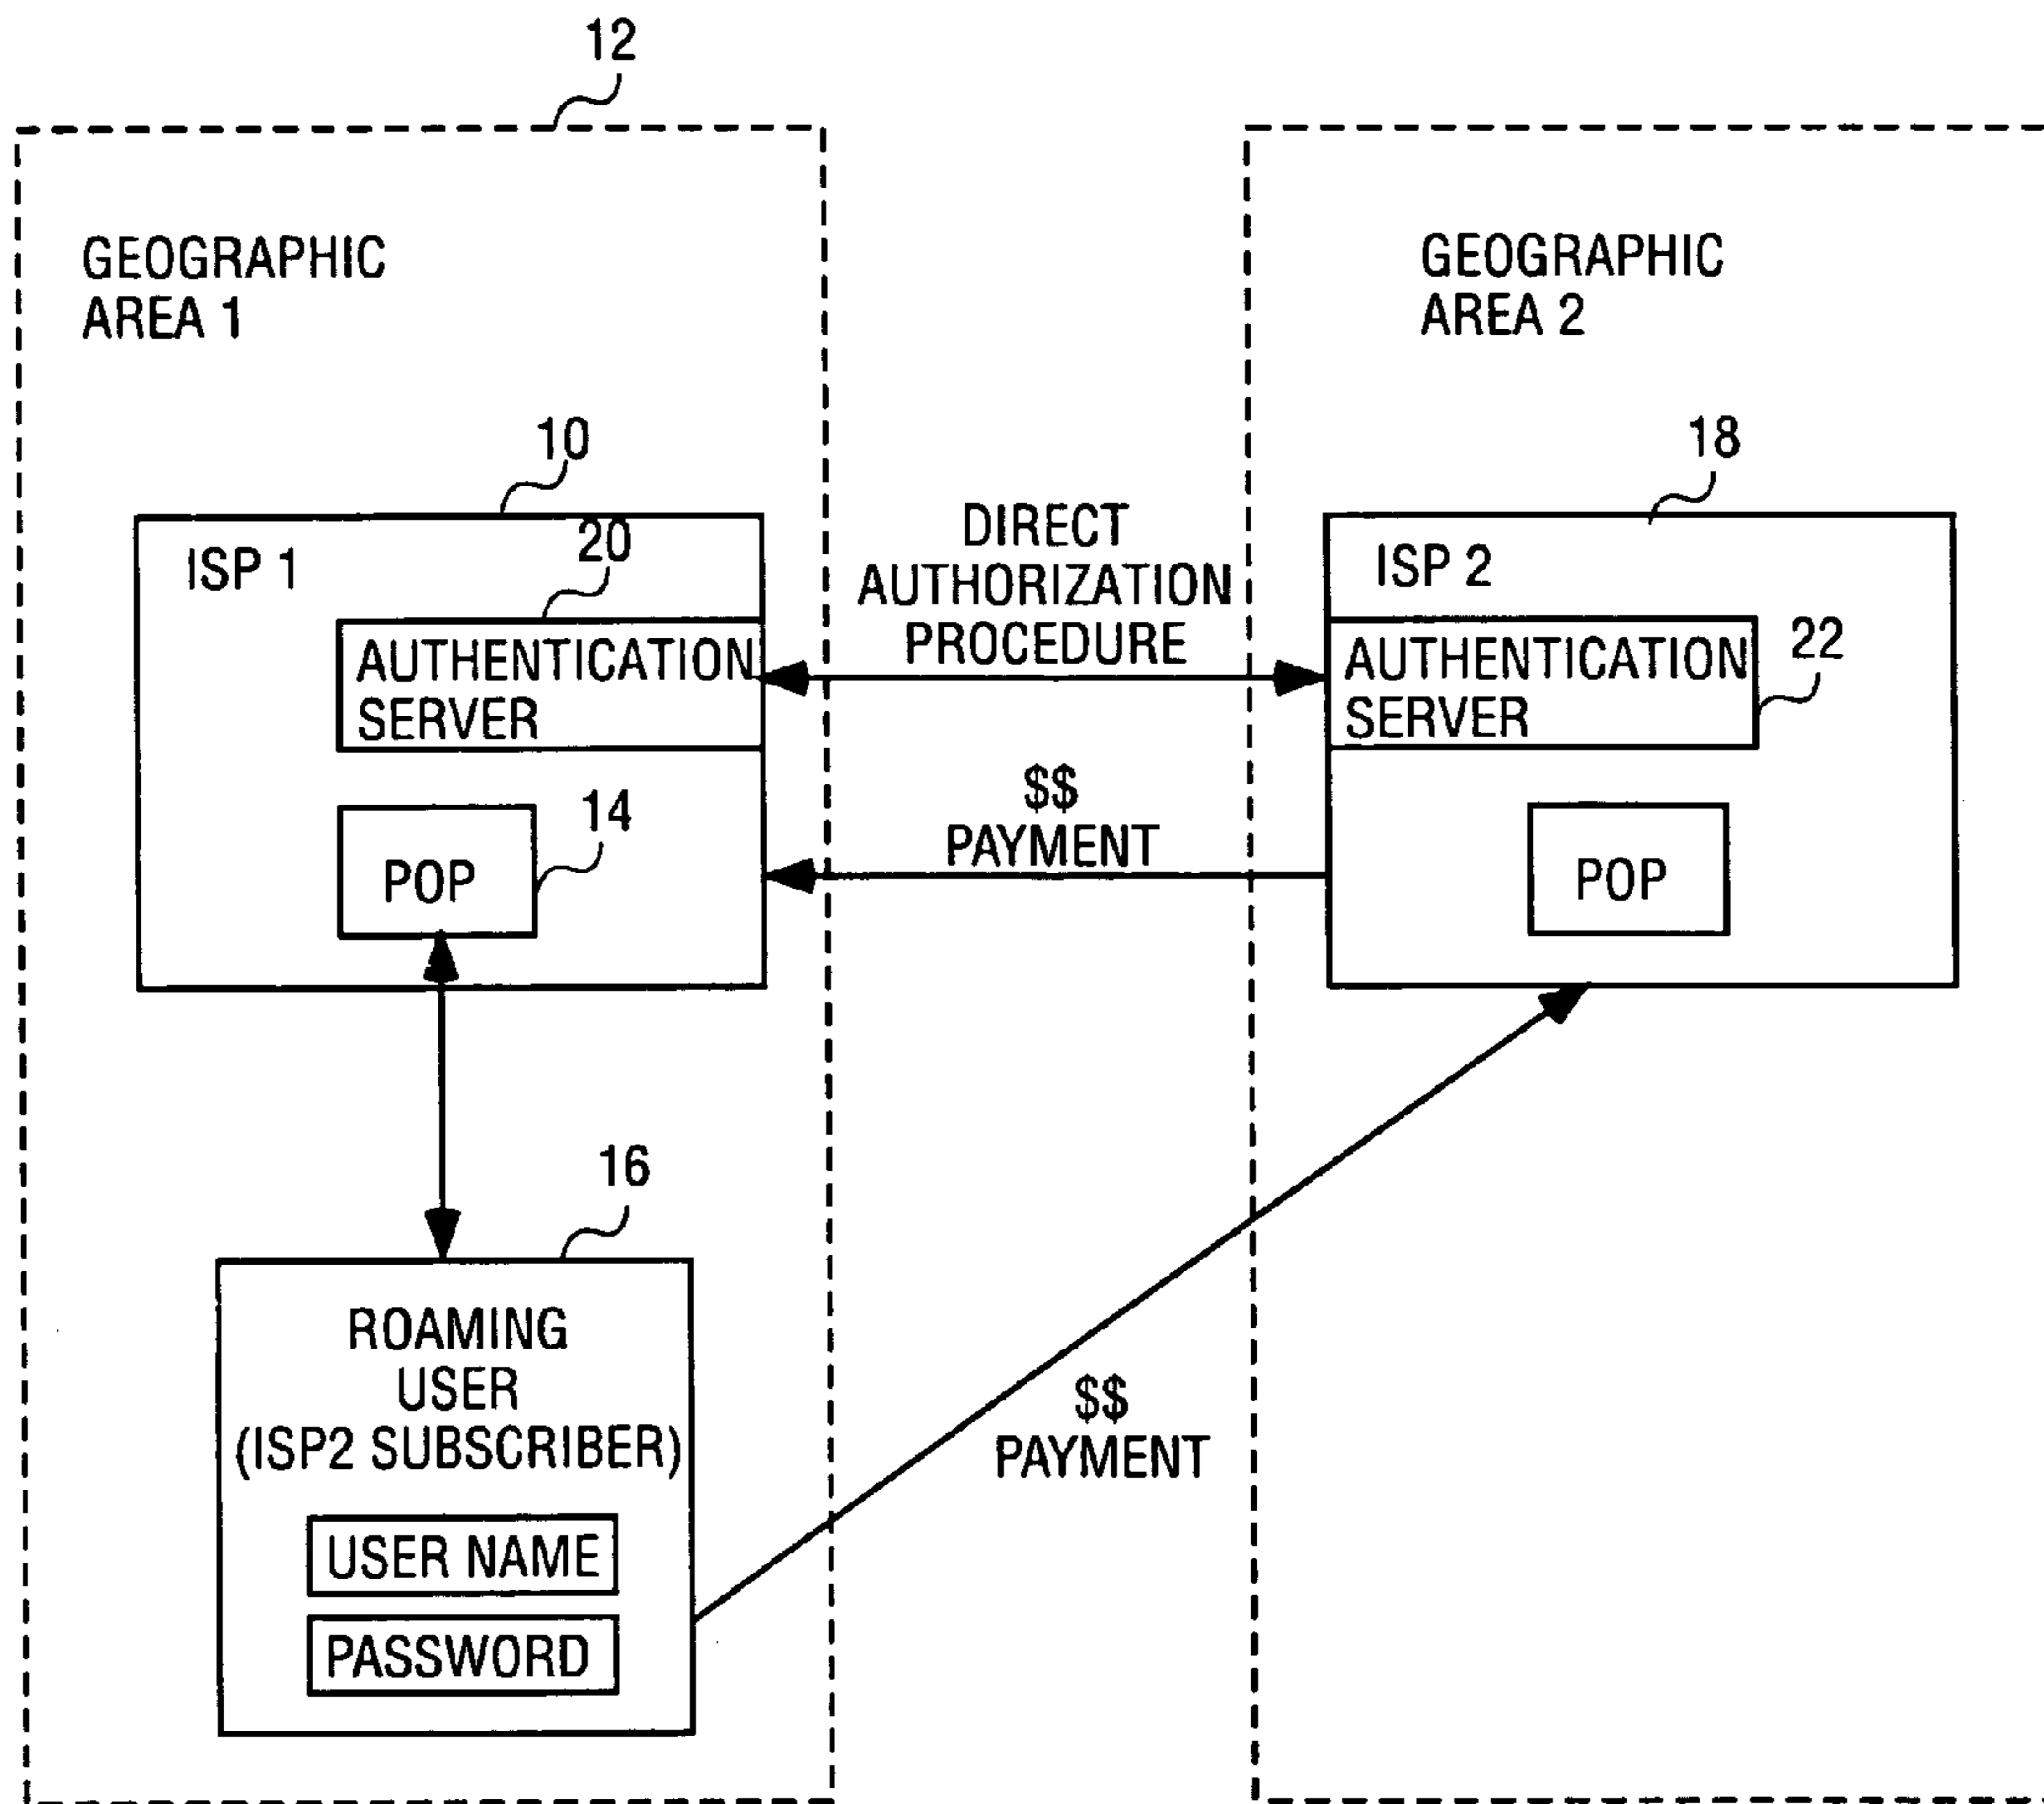 12
GEOGRAPHIC
AREA 1
GEOGRAPHIC
AREA 2
10
18
ISP 1
20
DIRECT
AUTHORIZATION
PROCEDURE
ISP 2
AUTHENTICATION
SERVER
AUTHENTICATION
SERVER
22
$$
PAYMENT
14
POP
POP
16
ROAMING
USER
(ISP2 SUBSCRIBER)
USER NAME
PASSWORD
$$
PAYMENT